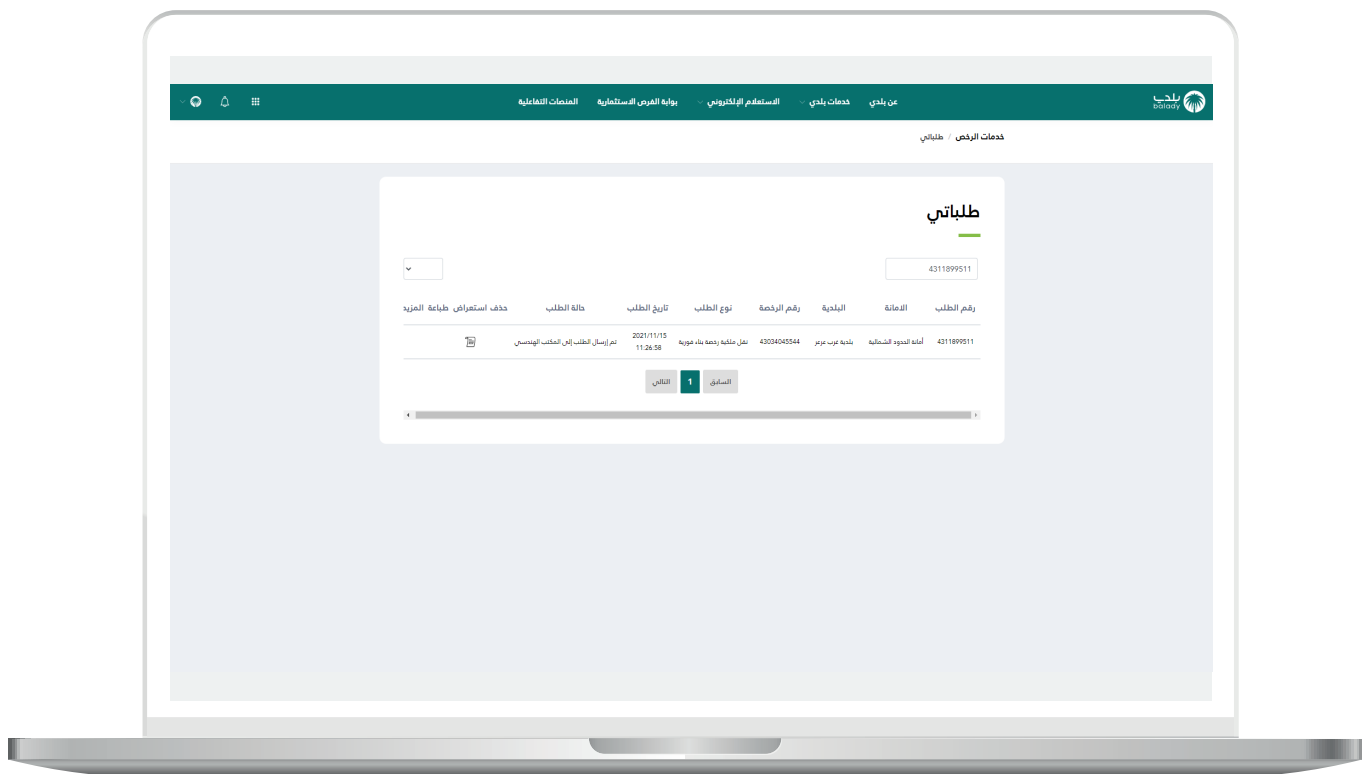 بلدي
balady
عن بلدي خدمات بلدي الاستعلام الإلكتروني بوابة الفرص الاستثمارية المنصات التفاعلية
خدمات الرخص / طلباتي
طلباتي
4311899511
رقم الطلب الامانة البلدية رقم الرخصة نوع الطلب تاريخ الطلب حالة الطلب حذف استعراض طباعة المزيد
4311899511 أمانة الحدود الشمالية بلدية غرب عرعر 43034045544 نقل ملكية رخصة بناء فورية 2021/11/15 11:26:58 تم إرسال الطلب إلى المكتب الهندسي
السابق 1 التالي